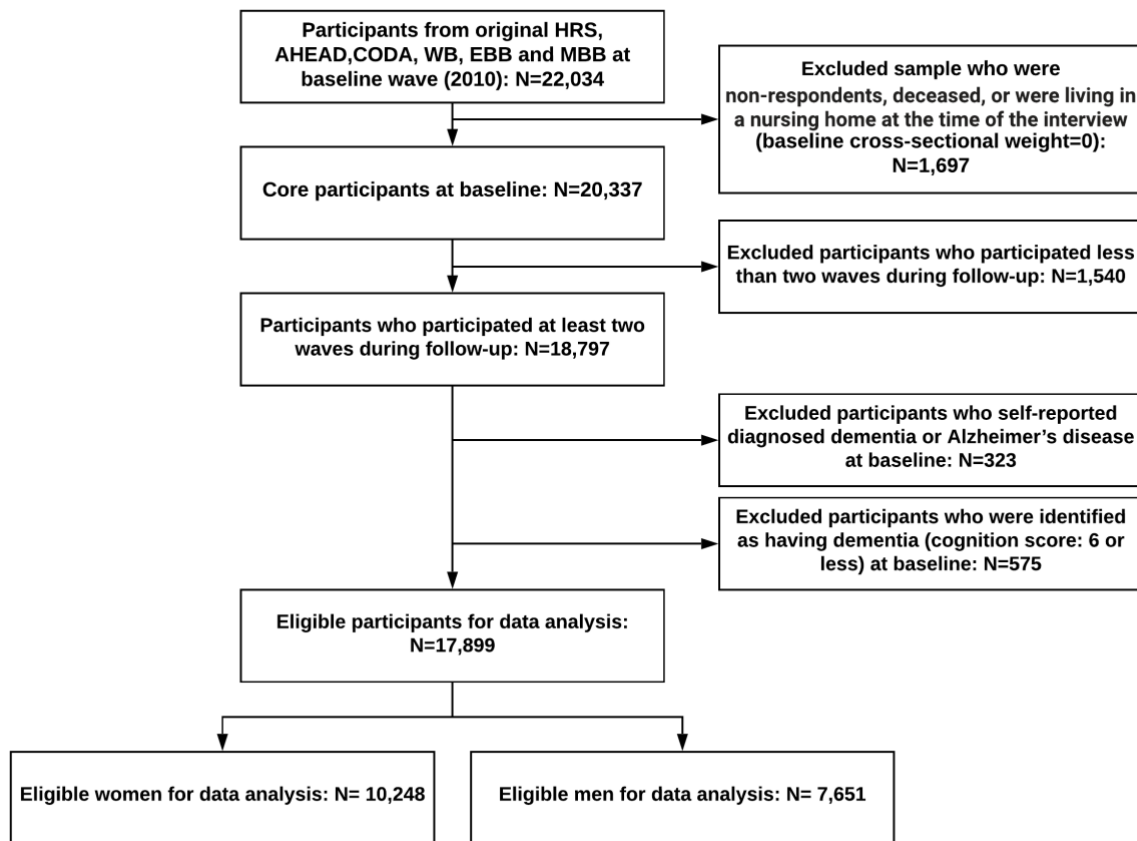 Participants from original HRS,
AHEAD,CODA, WB, EBB and MBB at
baseline wave (2010): N=22,034
Excluded sample who were
non-respondents, deceased, or were living in
a nursing home at the time of the interview
(baseline cross-sectional weight=0):
N=1,697
Core participants at baseline: N=20,337
Excluded participants who participated less
than two waves during follow-up: N=1,540
Participants who participated at least two
waves during follow-up: N=18,797
Excluded participants who self-reported
diagnosed dementia or Alzheimer's disease
at baseline: N=323
Excluded participants who were identified
as having dementia (cognition score: 6 or
less) at baseline: N=575
Eligible participants for data analysis:
N=17,899
Eligible women for data analysis: N= 10,248
Eligible men for data analysis: N= 7,651